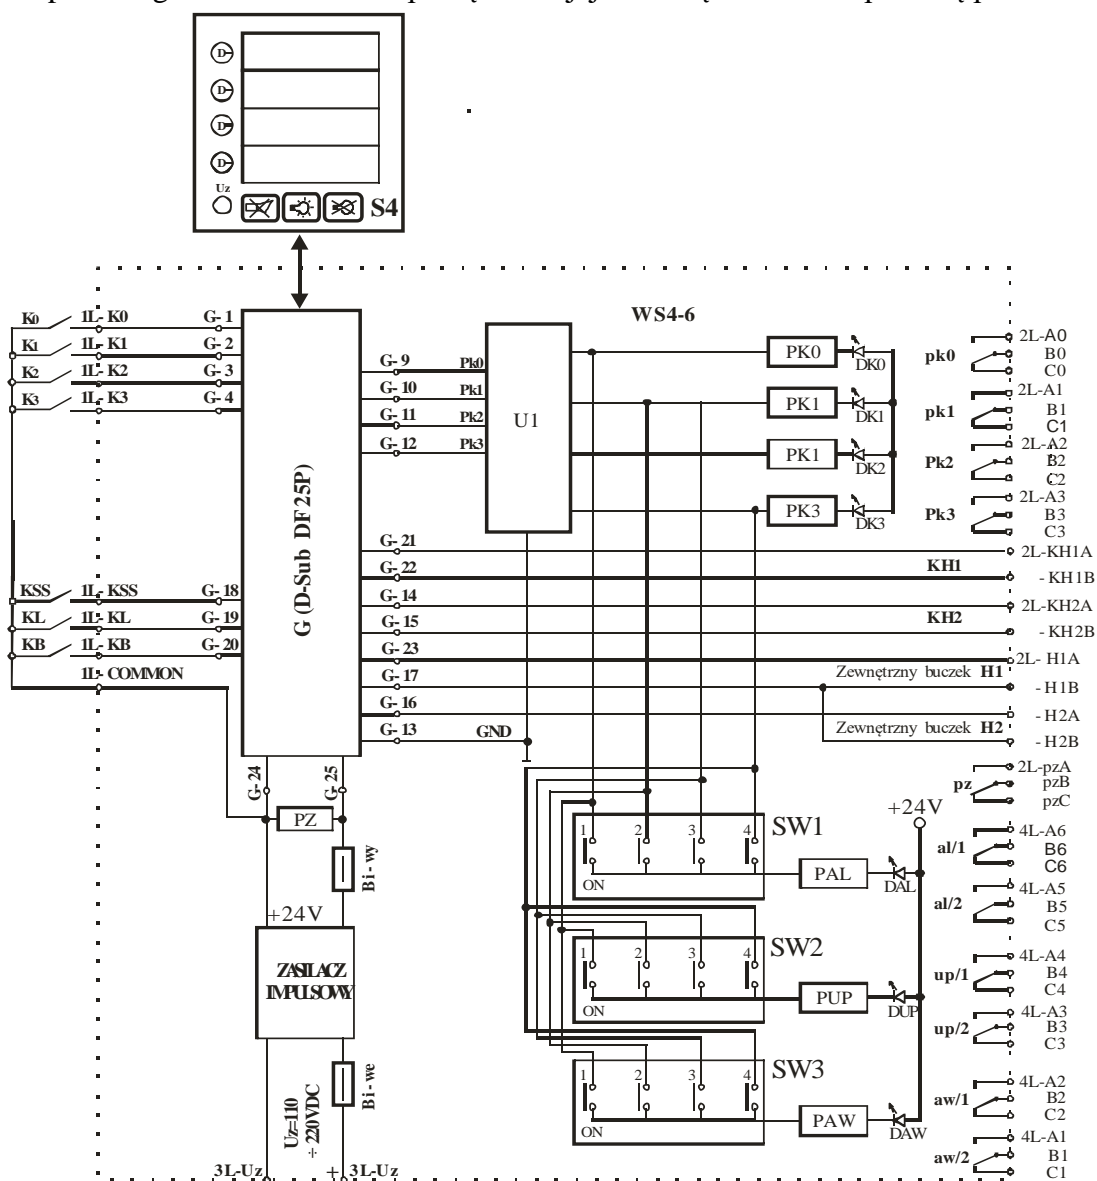 D
D
D
D
Uz
S4
WS4-6
K0 1L- K0 G- 1
K1 1L- K1 G- 2
K2 1L- K2 G- 3
K3 1L- K3 G- 4
KSS 1L- KSS G- 18
KL 1L- KL G- 19
KB 1L- KB G- 20
1L- COMMON
G (D-Sub DF25P)
G- 9 Pk0
G- 10 Pk1
G- 11 Pk2
G- 12 Pk3
U1
PK0 DK0
PK1 DK1
PK1 DK2
PK3 DK3
pk0
2L-A0
B0
C0
pk1
2L-A1
B1
C1
Pk2
2L-A2
B2
C2
Pk3
2L-A3
B3
C3
G- 21 2L-KH1A
G- 22 KH1 - KH1B
G- 14 2L-KH2A
G- 15 KH2 - KH2B
G- 23 2L- H1A
Zewnętrzny buczek H1
G- 17 - H1B
G- 16 - H2A
Zewnętrzny buczek H2
G- 13 GND - H2B
G- 24
G- 25
PZ
Bi - wy
+24V
ZASILACZ
IMPULSOWY
Bi - we
Uz=110
÷ 220VDC
3L-Uz + 3L-Uz
pz
2L-pzA
pzB
pzC
+24V
SW1
1 2 3 4
ON
PAL DAL
SW2
1 2 3 4
ON
PUP DUP
SW3
1 2 3 4
ON
PAW DAW
al/1
4L-A6
B6
C6
al/2
4L-A5
B5
C5
up/1
4L-A4
B4
C4
up/2
4L-A3
B3
C3
aw/1
4L-A2
B2
C2
aw/2
4L-A1
B1
C1